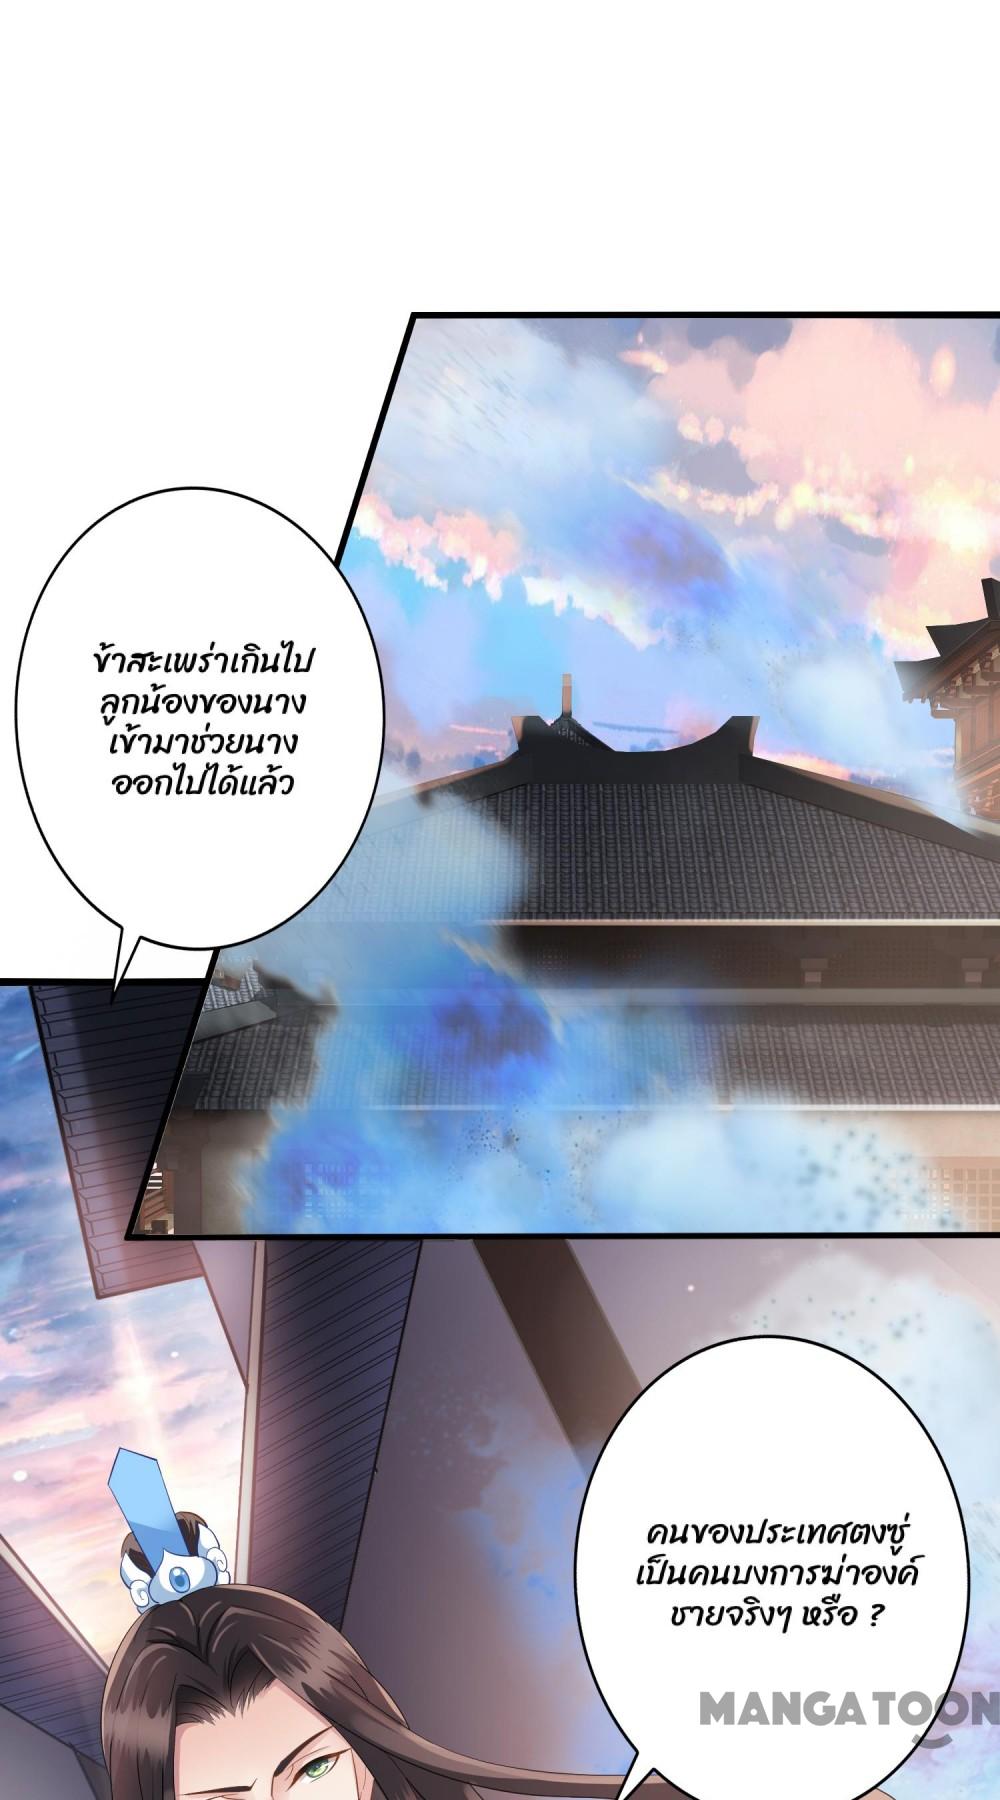 ข้าสะเพร่าเกินไป
ลูกน้องของนาง
เข้ามาช่วยนาง
ออกไปได้แล้ว
คนของประเทศตงซู่
เป็นคนบงการฆ่าองค์
ชายจริงๆ หรือ ?
MANGATOON